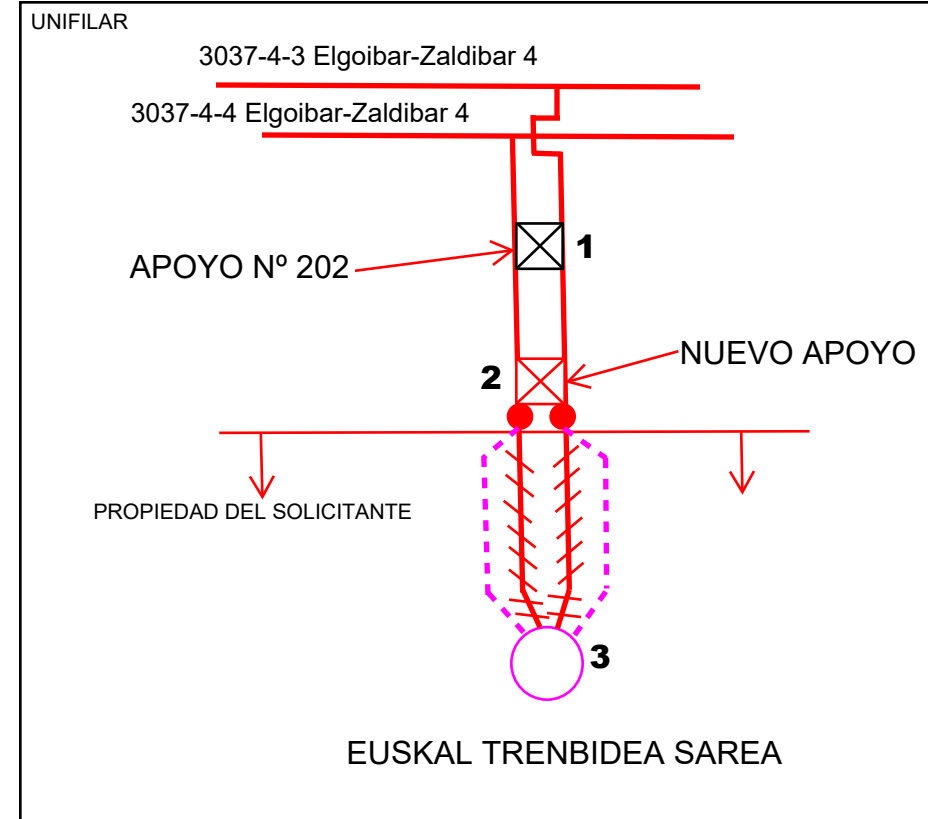 UNIFILAR
3037-4-3 Elgoibar-Zaldibar 4
3037-4-4 Elgoibar-Zaldibar 4
1
APOYO Nº 202
NUEVO APOYO
2
PROPIEDAD DEL SOLICITANTE
3
EUSKAL TRENBIDEA SAREA